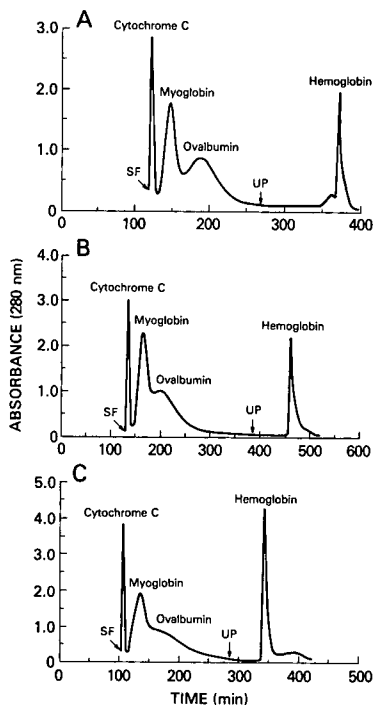 A
Cytochrome C
3.0
Hemoglobin
Myoglobin
2.0
Ovalbumin
SF
1.0
UP
0
0 100 200 300 400
B
4.0
Cytochrome C
3.0
Myoglobin
Hemoglobin
2.0
Ovalbumin
1.0
SF
UP
0
0 100 200 300 400 500 600
C
5.0
Cytochrome C
Hemoglobin
4.0
3.0
Myoglobin
2.0
Ovalbumin
1.0
SF
UP
0
0 100 200 300 400 500
ABSORBANCE (280 nm)
TIME (min)